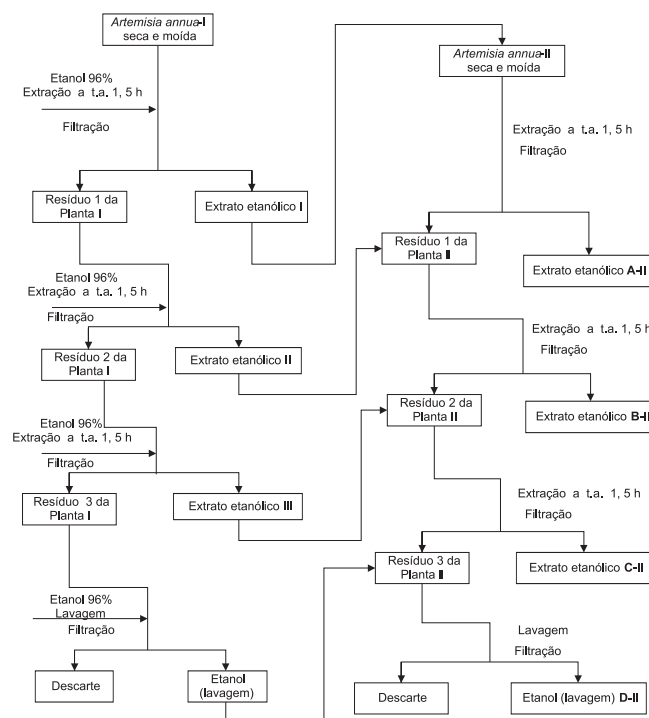 Artemisia annua-I
seca e moída
Etanol 96%
Extração a t.a. 1, 5 h
Filtração
Resíduo 1 da
Planta I
Extrato etanólico I
Etanol 96%
Extração a t.a. 1, 5 h
Filtração
Resíduo 2 da
Planta I
Extrato etanólico II
Etanol 96%
Extração a t.a. 1, 5 h
Filtração
Resíduo 3 da
Planta I
Extrato etanólico III
Etanol 96%
Lavagem
Filtração
Descarte
Etanol
(lavagem)
Artemisia annua-II
seca e moída
Extração a t.a. 1, 5 h
Filtração
Resíduo 1 da
Planta II
Extrato etanólico A-II
Extração a t.a. 1, 5 h
Filtração
Resíduo 2 da
Planta II
Extrato etanólico B-II
Extração a t.a. 1, 5 h
Filtração
Resíduo 3 da
Planta II
Extrato etanólico C-II
Lavagem
Filtração
Descarte
Etanol (lavagem) D-II